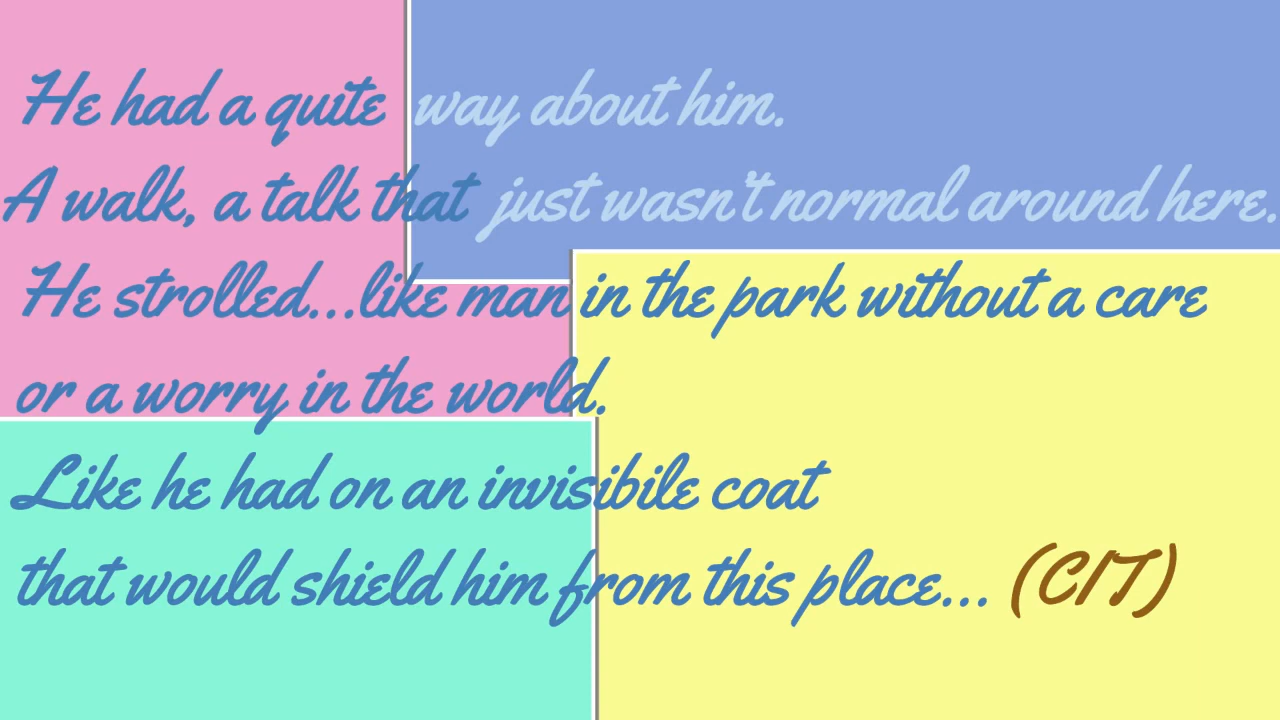 He had a quite way about him.
A walk, a talk that just wasn't normal around here.
He strolled...like man in the park without a care
or a worry in the world.
Like he had on an invisibile coat
that would shield him from this place... (CIT)